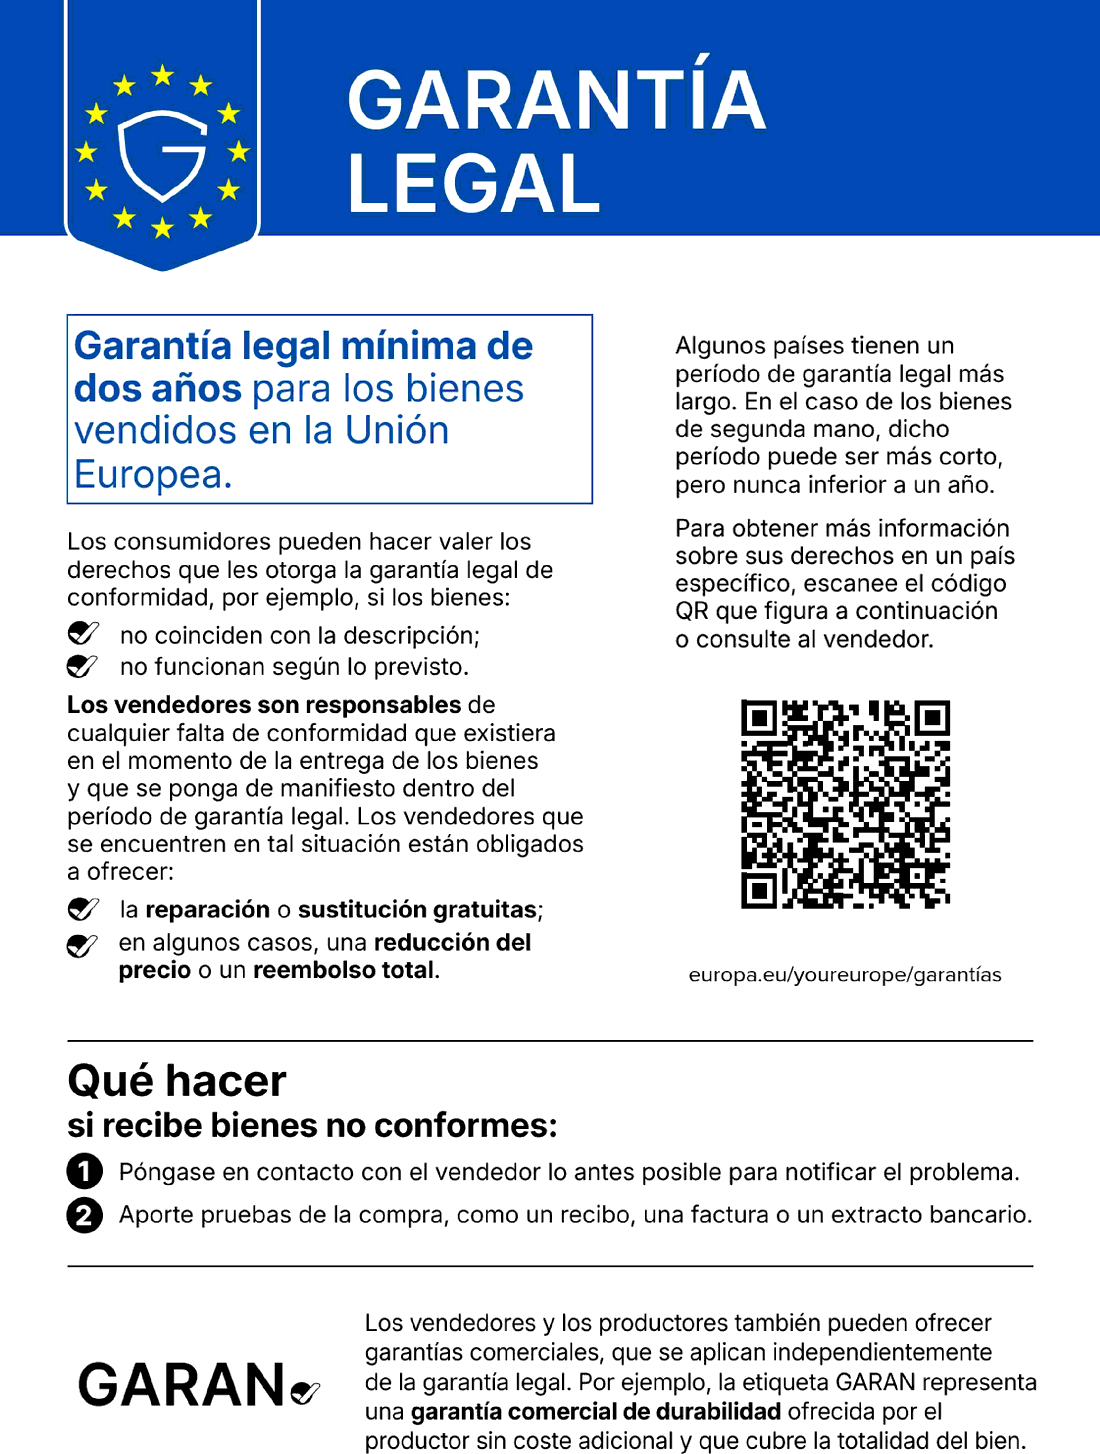 GARANTÍA
LEGAL
Garantía legal mínima de
dos años para los bienes
vendidos en la Unión
Europea.
Los consumidores pueden hacer valer los
derechos que les otorga la garantía legal de
conformidad, por ejemplo, si los bienes:
no coinciden con la descripción;
no funcionan según lo previsto.
Los vendedores son responsables de
cualquier falta de conformidad que existiera
en el momento de la entrega de los bienes
y que se ponga de manifiesto dentro del
período de garantía legal. Los vendedores que
se encuentren en tal situación están obligados
a ofrecer:
la reparación o sustitución gratuitas;
en algunos casos, una reducción del
precio o un reembolso total.
Algunos países tienen un
período de garantía legal más
largo. En el caso de los bienes
de segunda mano, dicho
período puede ser más corto,
pero nunca inferior a un año.
Para obtener más información
sobre sus derechos en un país
específico, escanee el código
QR que figura a continuación
o consulte al vendedor.
europa.eu/youreurope/garantías
Qué hacer
si recibe bienes no conformes:
1 Póngase en contacto con el vendedor lo antes posible para notificar el problema.
2 Aporte pruebas de la compra, como un recibo, una factura o un extracto bancario.
GARAN
Los vendedores y los productores también pueden ofrecer
garantías comerciales, que se aplican independientemente
de la garantía legal. Por ejemplo, la etiqueta GARAN representa
una garantía comercial de durabilidad ofrecida por el
productor sin coste adicional y que cubre la totalidad del bien.